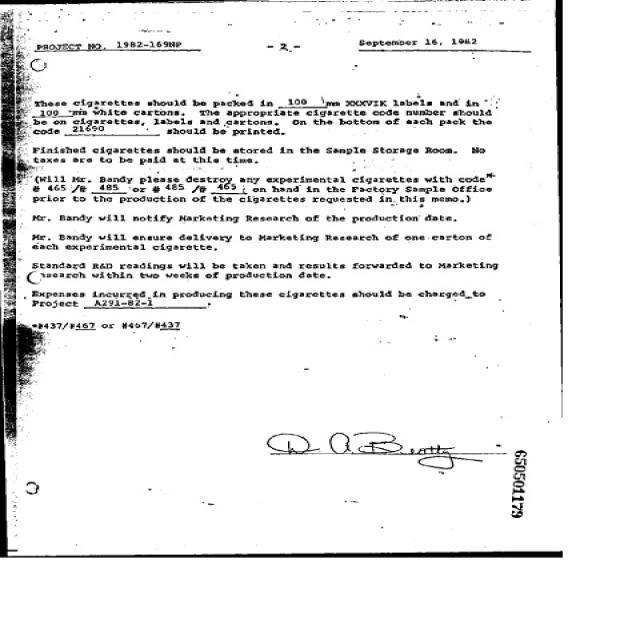 PROJECT NO. 1982-169NP - 2 - September 16, 1982
These cigarettes should be packed in 100 mm XXXVIK labels and in
100 mm white cartons. The appropriate cigarette code number should
be on cigarettes, labels and cartons. On the bottom of each pack the
code 21690 should be printed.
Finished cigarettes should be stored in the Sample Storage Room. No
taxes are to be paid at this time.
(Will Mr. Bandy please destroy any experimental cigarettes with code*
# 465 /# 485 or # 485 /# 465 ; on hand in the Factory Sample Office
prior to the production of the cigarettes requested in this memo.)
Mr. Bandy will notify Marketing Research of the production date.
Mr. Bandy will ensure delivery to Marketing Research of one carton of
each experimental cigarette.
Standard R&D readings will be taken and results forwarded to Marketing
search within two weeks of production date.
Expenses incurred in producing these cigarettes should be charged to
Project A291-82-1 .
*#437/#467 or #467/#437
D A Beatty
650501179